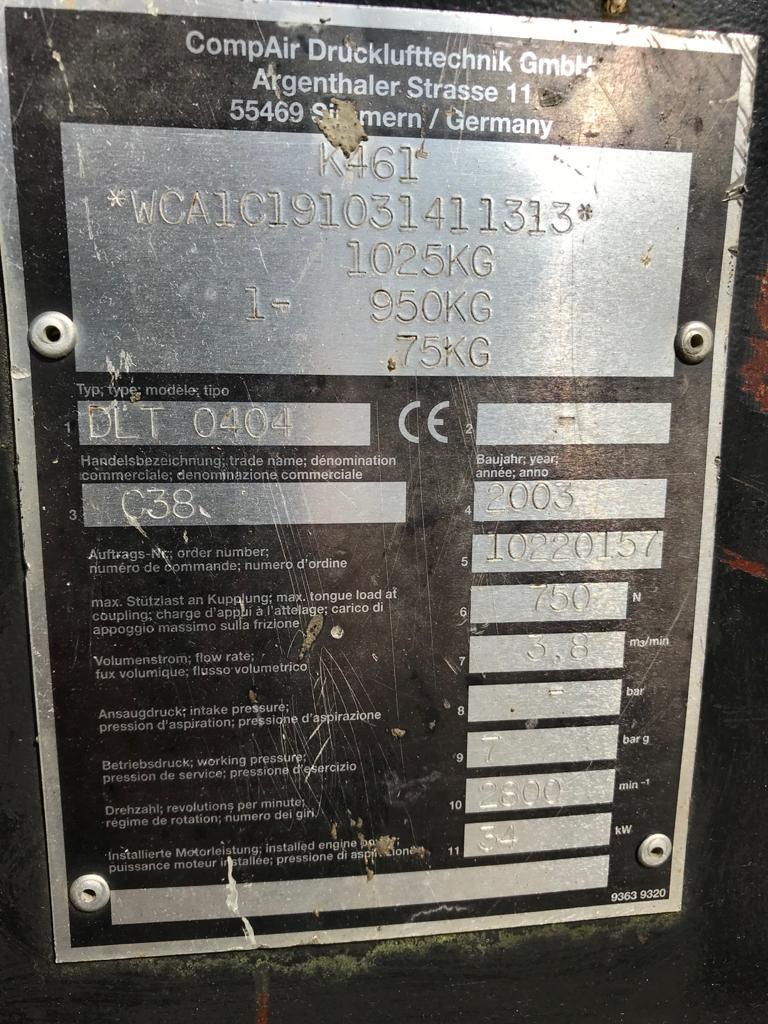 CompAir Drucklufttechnik GmbH
Argenthaler Strasse 11
55469 Simmern / Germany
K461
*WCA1C191031411313*
1025KG
1- 950KG
75KG
Typ; type; modèle; tipo
1 DLT 0404 CE 2 -
Handelsbezeichnung; trade name; dénomination
commerciale; denominazione commerciale
Baujahr; year;
année; anno
3 C38 4 2003
Auftrags-Nr.; order number;
numéro de commande; numero d'ordine
5 10220157
max. Stützlast an Kupplung; max. tongue load at
coupling; charge d'appui à l'attelage; carico di
appoggio massimo sulla frizione
6 750 N
Volumenstrom; flow rate;
fux volumique; flusso volumetrico
7 3,8 m3/min
Ansaugdruck; intake pressure;
pression d'aspiration; pressione d'aspirazione
8 - bar
Betriebsdruck; working pressure;
pression de service; pressione d'esercizio
9 7 bar g
Drehzahl; revolutions per minute;
régime de rotation; numero dei giri
10 2800 min -1
Installierte Motorleistung; installed engine power;
puissance moteur installée; pressione di aspirazione
11 34 kW
9363 9320